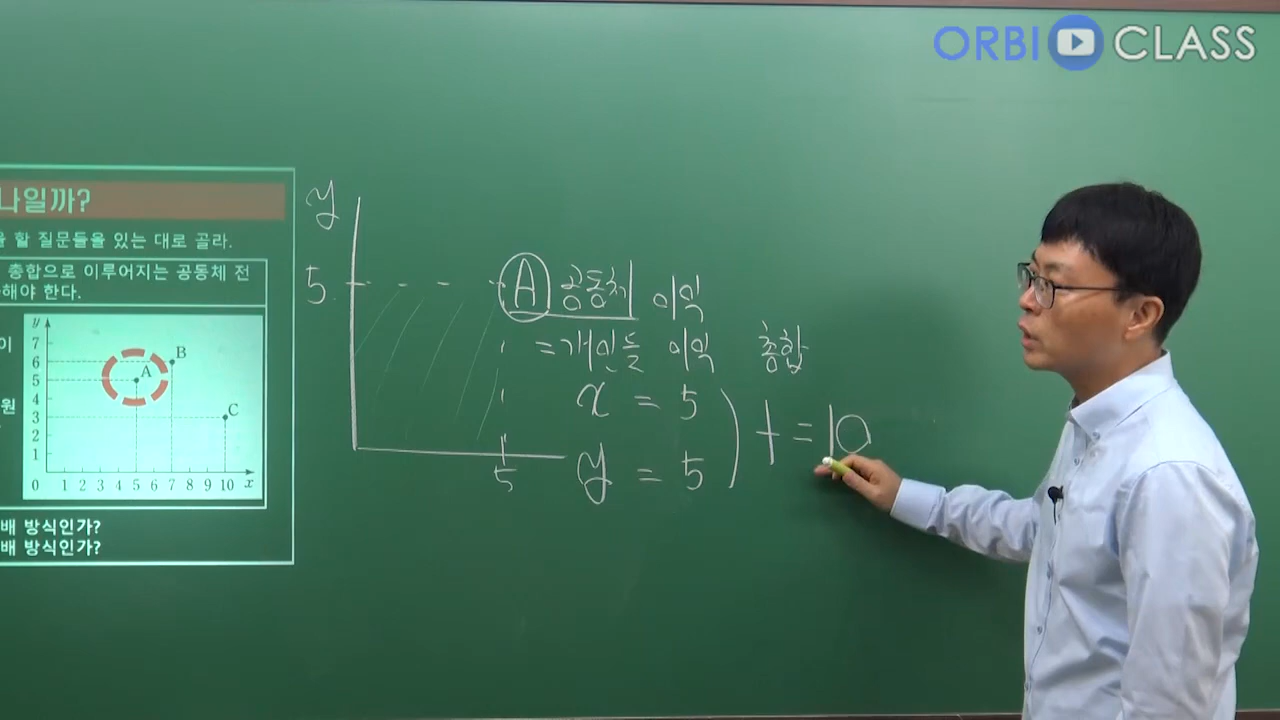 ORBI CLASS
나일까?
을 할 질문들을 있는 대로 골라.
총합으로 이루어지는 공동체 전
해야 한다.
이
원
y
7
6
5
4
3
2
1
0 1 2 3 4 5 6 7 8 9 10 x
A
B
C
배 방식인가?
배 방식인가?
y
5
A 공동체 이익
= 개인들 이익 총합
x = 5
y = 5
t = 10
5